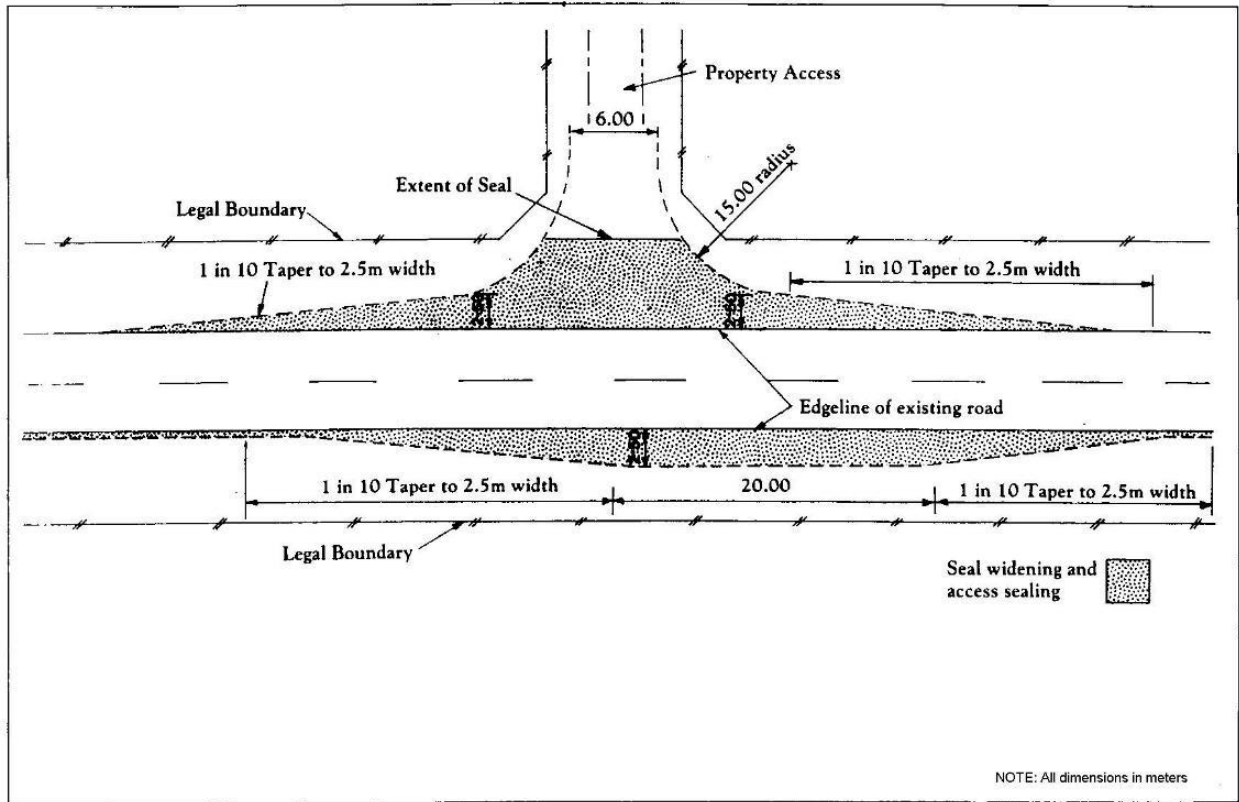 Property Access
6.00
15.00 radius
Extent of Seal
Legal Boundary
1 in 10 Taper to 2.5m width
1 in 10 Taper to 2.5m width
Edgeline of existing road
1 in 10 Taper to 2.5m width
20.00
1 in 10 Taper to 2.5m width
Legal Boundary
Seal widening and
access sealing
NOTE: All dimensions in meters